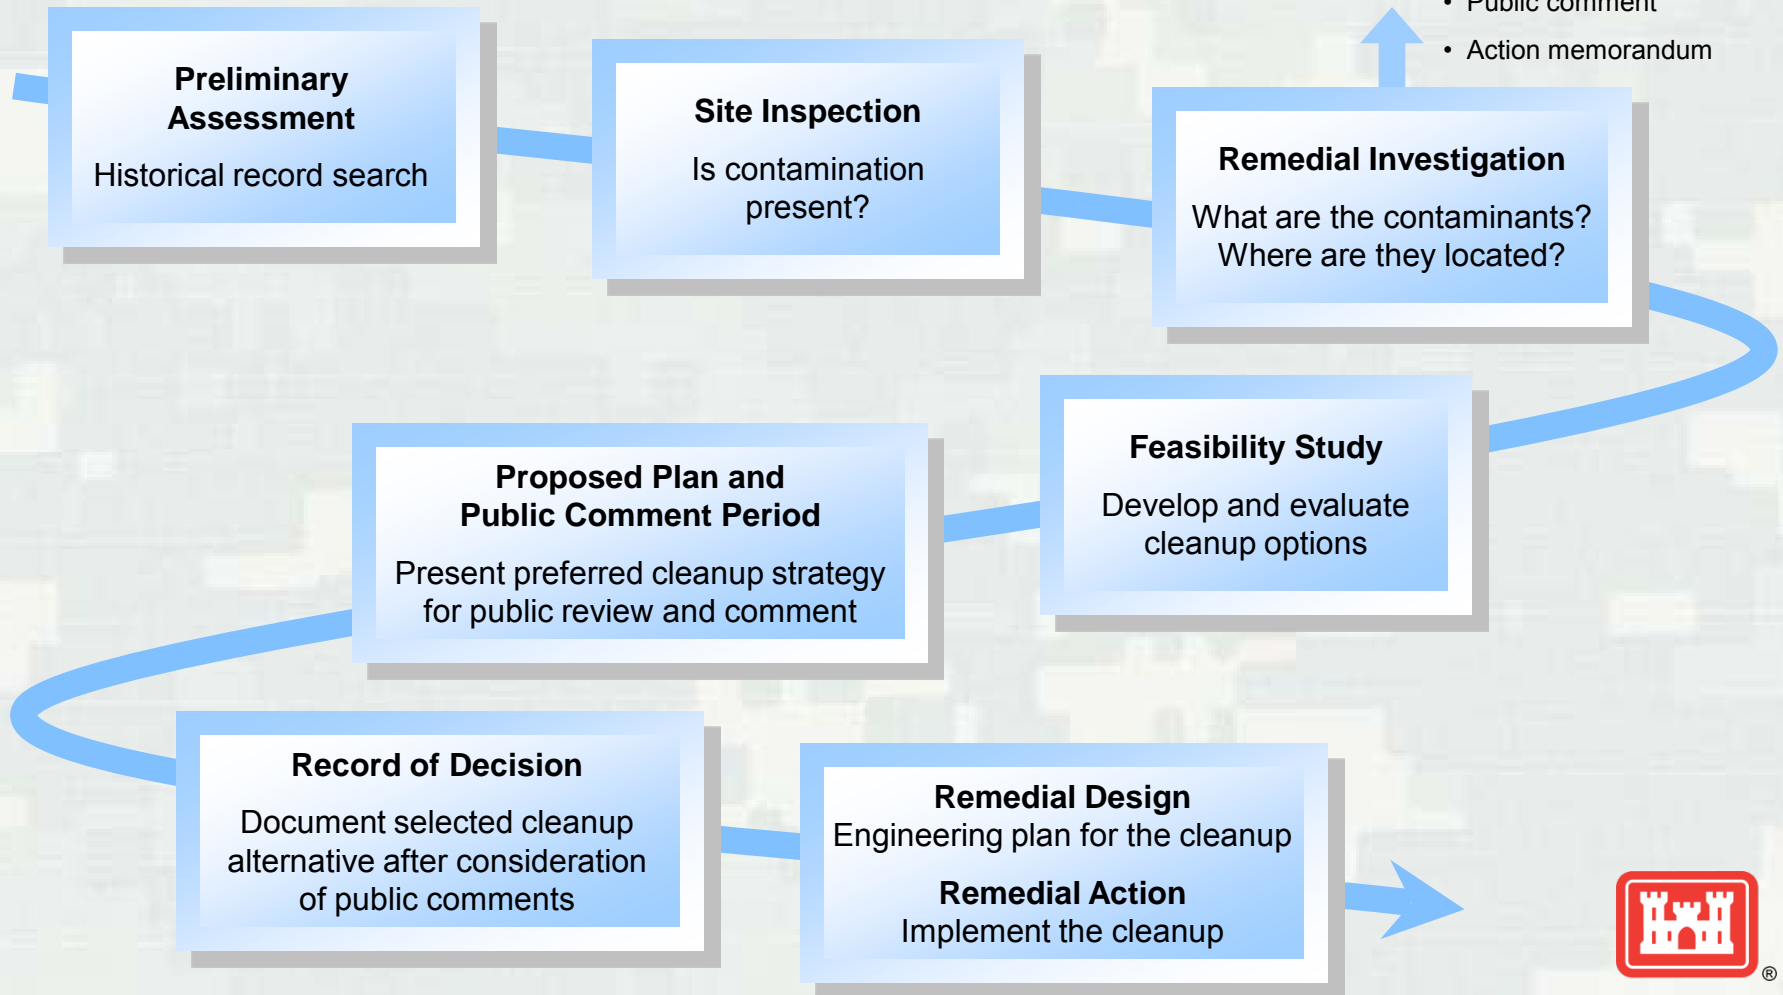 • Public comment
• Action memorandum
Preliminary
Assessment
Historical record search
Site Inspection
Is contamination
present?
Remedial Investigation
What are the contaminants?
Where are they located?
Feasibility Study
Develop and evaluate
cleanup options
Proposed Plan and
Public Comment Period
Present preferred cleanup strategy
for public review and comment
Record of Decision
Document selected cleanup
alternative after consideration
of public comments
Remedial Design
Engineering plan for the cleanup
Remedial Action
Implement the cleanup
®